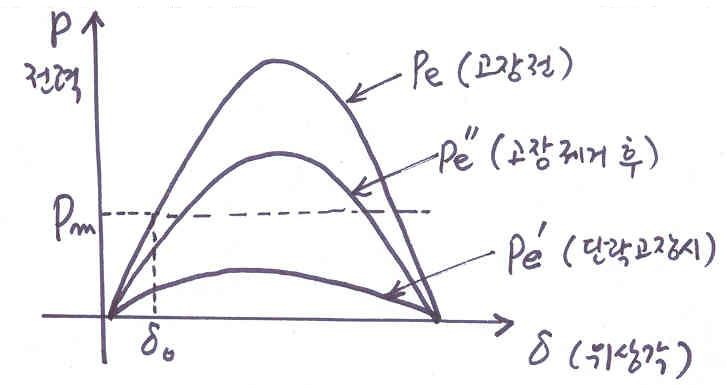 P
전력
Pe (고장전)
Pe″ (고장제거 후)
Pm
Pe′ (단락고장시)
δ₀
δ (위상각)